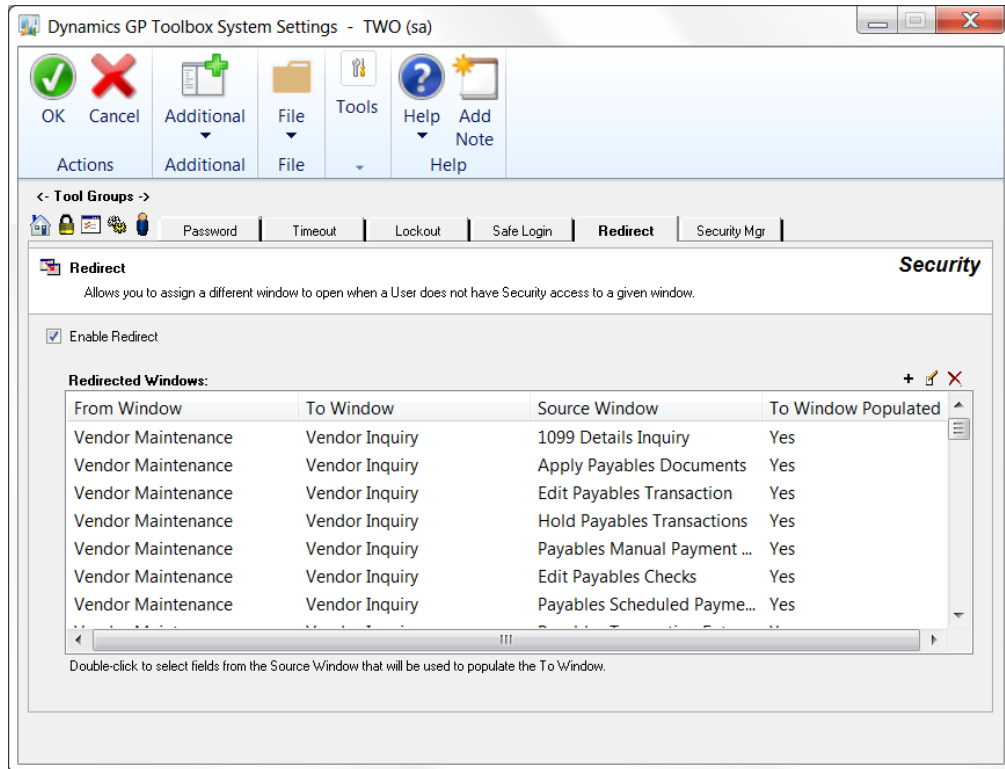 Dynamics GP Toolbox System Settings - TWO (sa)
OK Cancel Additional File Tools Help Add Note
Actions Additional File Help
<- Tool Groups ->
Password Timeout Lockout Safe Login Redirect Security Mgr
Redirect Security
Allows you to assign a different window to open when a User does not have Security access to a given window.
Enable Redirect
Redirected Windows:
From Window To Window Source Window To Window Populated
Vendor Maintenance Vendor Inquiry 1099 Details Inquiry Yes
Vendor Maintenance Vendor Inquiry Apply Payables Documents Yes
Vendor Maintenance Vendor Inquiry Edit Payables Transaction Yes
Vendor Maintenance Vendor Inquiry Hold Payables Transactions Yes
Vendor Maintenance Vendor Inquiry Payables Manual Payment ... Yes
Vendor Maintenance Vendor Inquiry Edit Payables Checks Yes
Vendor Maintenance Vendor Inquiry Payables Scheduled Payme... Yes
Double-click to select fields from the Source Window that will be used to populate the To Window.